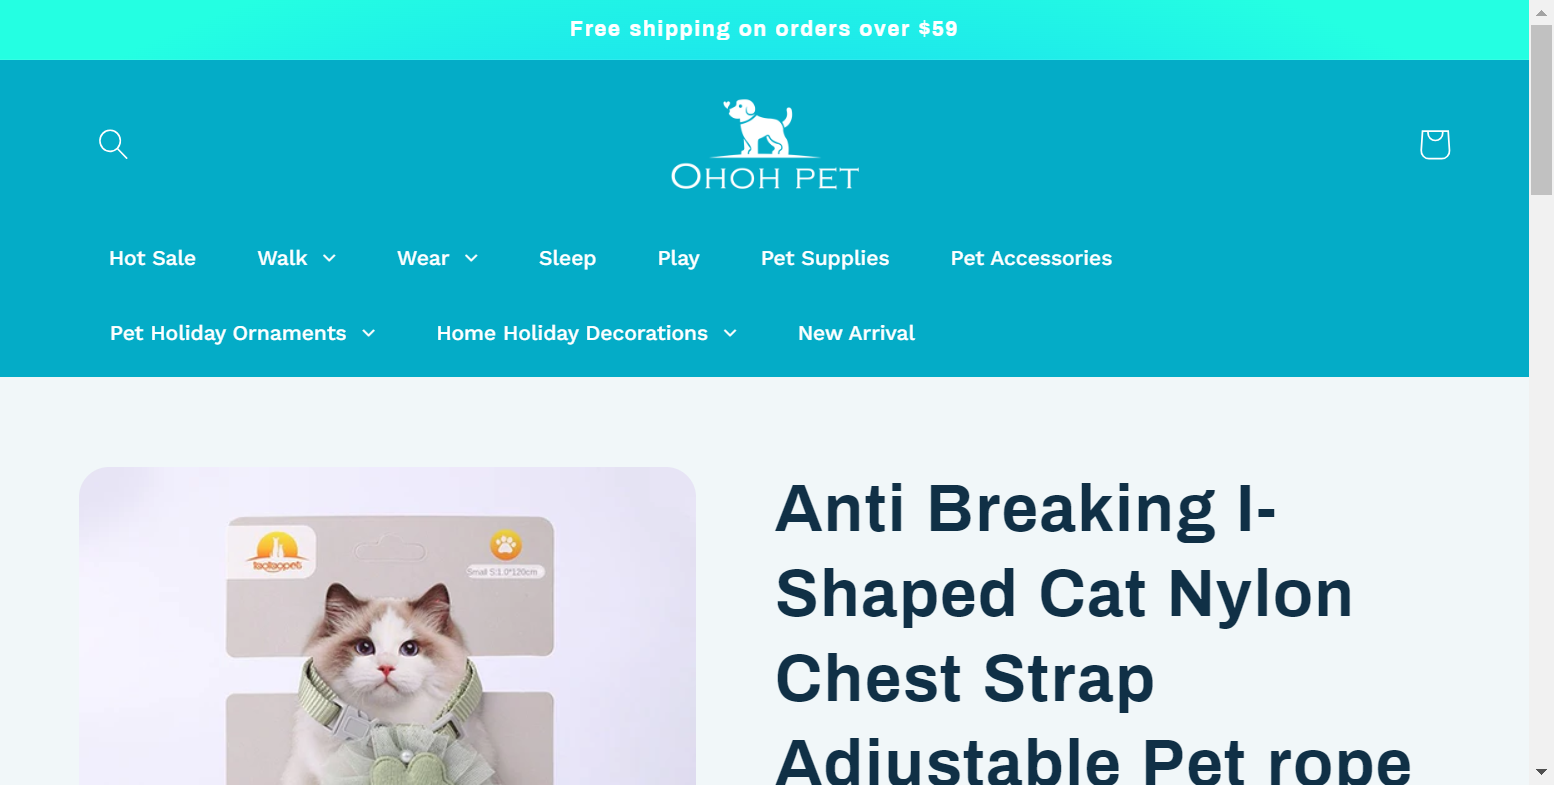 Free shipping on orders over $59
OHOH PET
Hot Sale Walk Wear Sleep Play Pet Supplies Pet Accessories
Pet Holiday Ornaments Home Holiday Decorations New Arrival
Anti Breaking I-
Shaped Cat Nylon
Chest Strap
Adjustable Pet rope
taotaopet
Small S:1.0*120cm